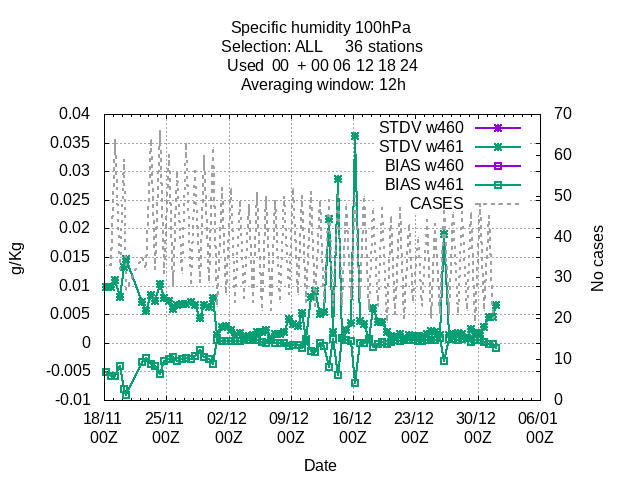 Specific humidity 100hPa
Selection: ALL 36 stations
Used 00 + 00 06 12 18 24
Averaging window: 12h
0.04
0.035
0.03
0.025
0.02
0.015
0.01
0.005
0
-0.005
-0.01
g/Kg
STDV w460
STDV w461
BIAS w460
BIAS w461
CASES
70
60
50
40
30
20
10
0
No cases
18/11 25/11 02/12 09/12 16/12 23/12 30/12 06/01
00Z 00Z 00Z 00Z 00Z 00Z 00Z 00Z
Date